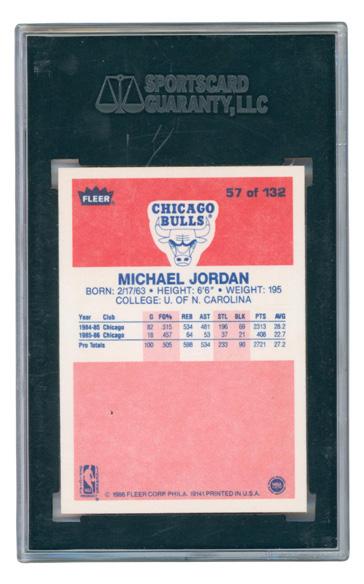 SPORTSCARD
GUARANTY, LLC
FLEER®
57 of 132
CHICAGO
BULLS
MICHAEL JORDAN
BORN: 2/17/63 • HEIGHT: 6'6" • WEIGHT: 195
COLLEGE: U. OF N. CAROLINA
Year Club G FG% REB AST STL BLK PTS AVG
1984-85 Chicago 82 .515 534 481 196 69 2313 28.2
1985-86 Chicago 18 .457 64 53 37 21 408 22.7
Pro Totals 100 .505 598 534 233 90 2721 27.2
© 1986 FLEER CORP. PHILA. 19141 PRINTED IN U.S.A.